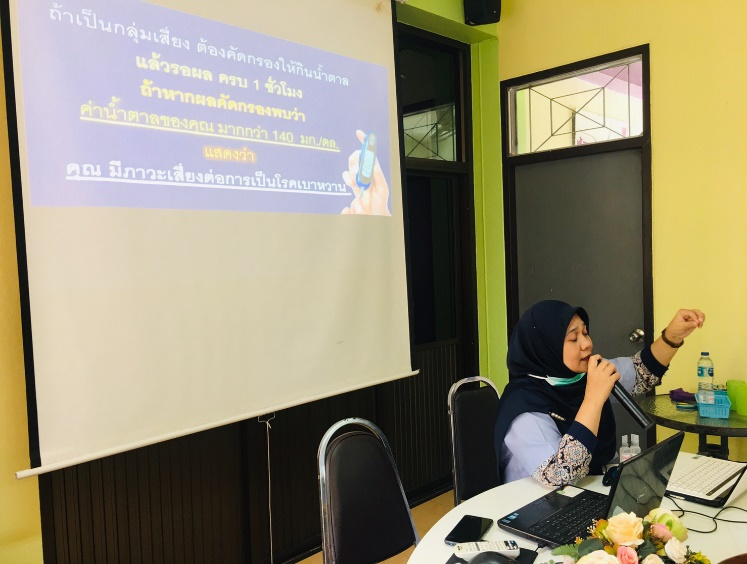 ถ้าเป็นกลุ่มเสี่ยง ต้องคัดกรองให้กินน้ำตาล
แล้วรอผล ครบ 1 ชั่วโมง
ถ้าหากผลคัดกรองพบว่า
ค่าน้ำตาลของคุณ มากกว่า 140 มก./ดล.
แสดงว่า
คุณ มีภาวะเสี่ยงต่อการเป็นโรคเบาหวาน